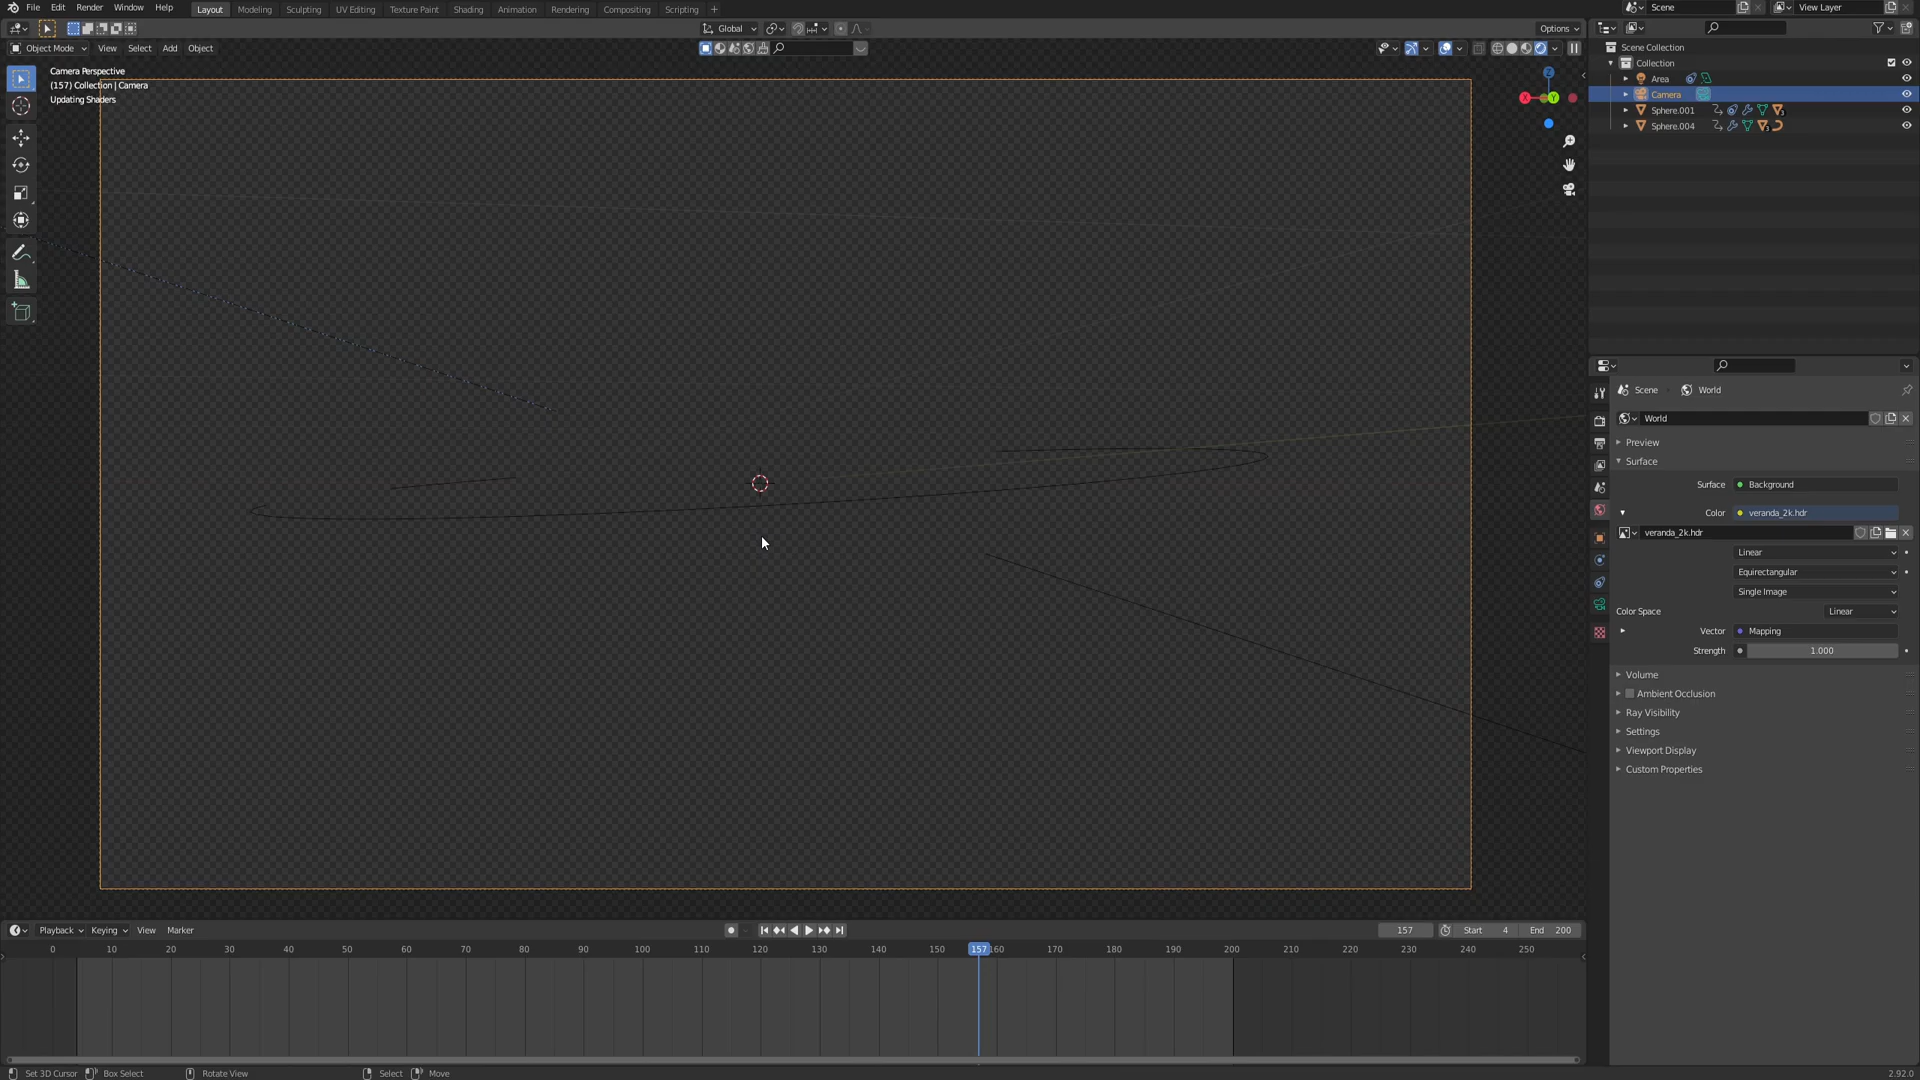 File Edit Render Window Help Layout Modeling Sculpting UV Editing Texture Paint Shading Animation Rendering Compositing Scripting + Scene View Layer
Global Options
Object Mode View Select Add Object
Scene Collection
Collection
Area
Camera
Sphere.001
Sphere.004
Camera Perspective
(157) Collection | Camera
Updating Shaders
Z
X
Y
Scene World
World
Preview
Surface
Surface Background
Color veranda_2k.hdr
veranda_2k.hdr
Linear
Equirectangular
Single Image
Color Space Linear
Vector Mapping
Strength 1.000
Volume
Ambient Occlusion
Ray Visibility
Settings
Viewport Display
Custom Properties
Playback Keying View Marker 157 Start 4 End 200
0 10 20 30 40 50 60 70 80 90 100 110 120 130 140 150 157 160 170 180 190 200 210 220 230 240 250
Set 3D Cursor Box Select Rotate View Select Move 2.92.0